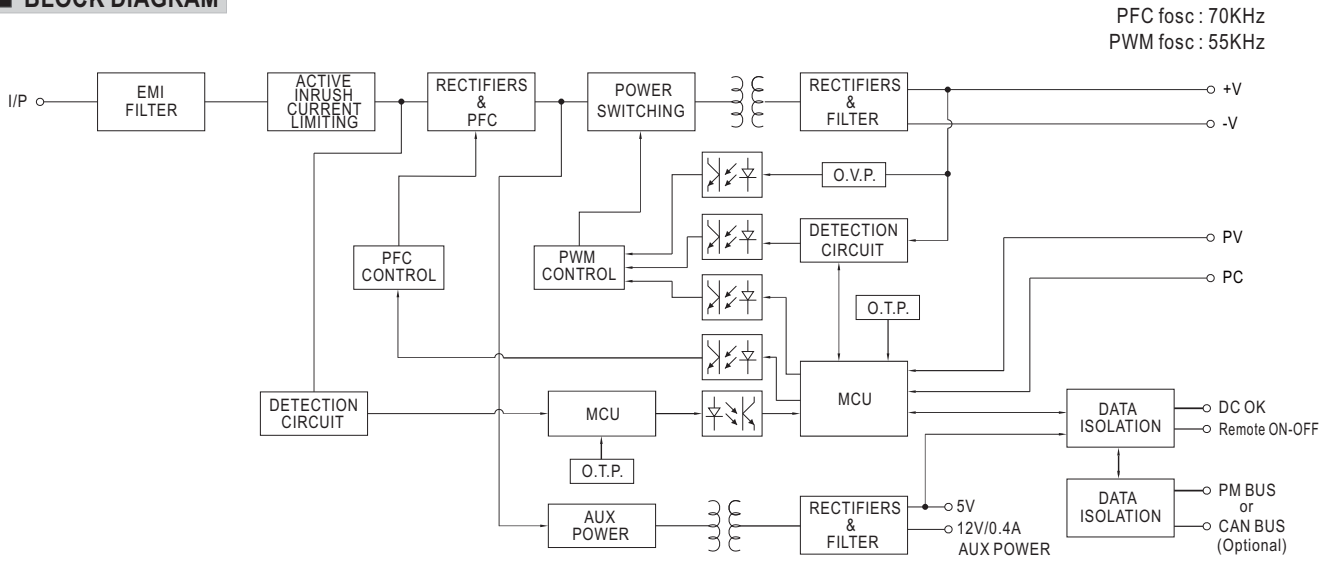 BLOCK DIAGRAM
PFC fosc : 70KHz
PWM fosc : 55KHz
I/P
EMI
FILTER
ACTIVE
INRUSH
CURRENT
LIMITING
RECTIFIERS
&
PFC
POWER
SWITCHING
RECTIFIERS
&
FILTER
+V
-V
O.V.P.
PFC
CONTROL
PWM
CONTROL
DETECTION
CIRCUIT
PV
PC
O.T.P.
DETECTION
CIRCUIT
MCU
MCU
DATA
ISOLATION
DC OK
Remote ON-OFF
O.T.P.
AUX
POWER
RECTIFIERS
&
FILTER
5V
12V/0.4A
AUX POWER
DATA
ISOLATION
PM BUS
or
CAN BUS
(Optional)